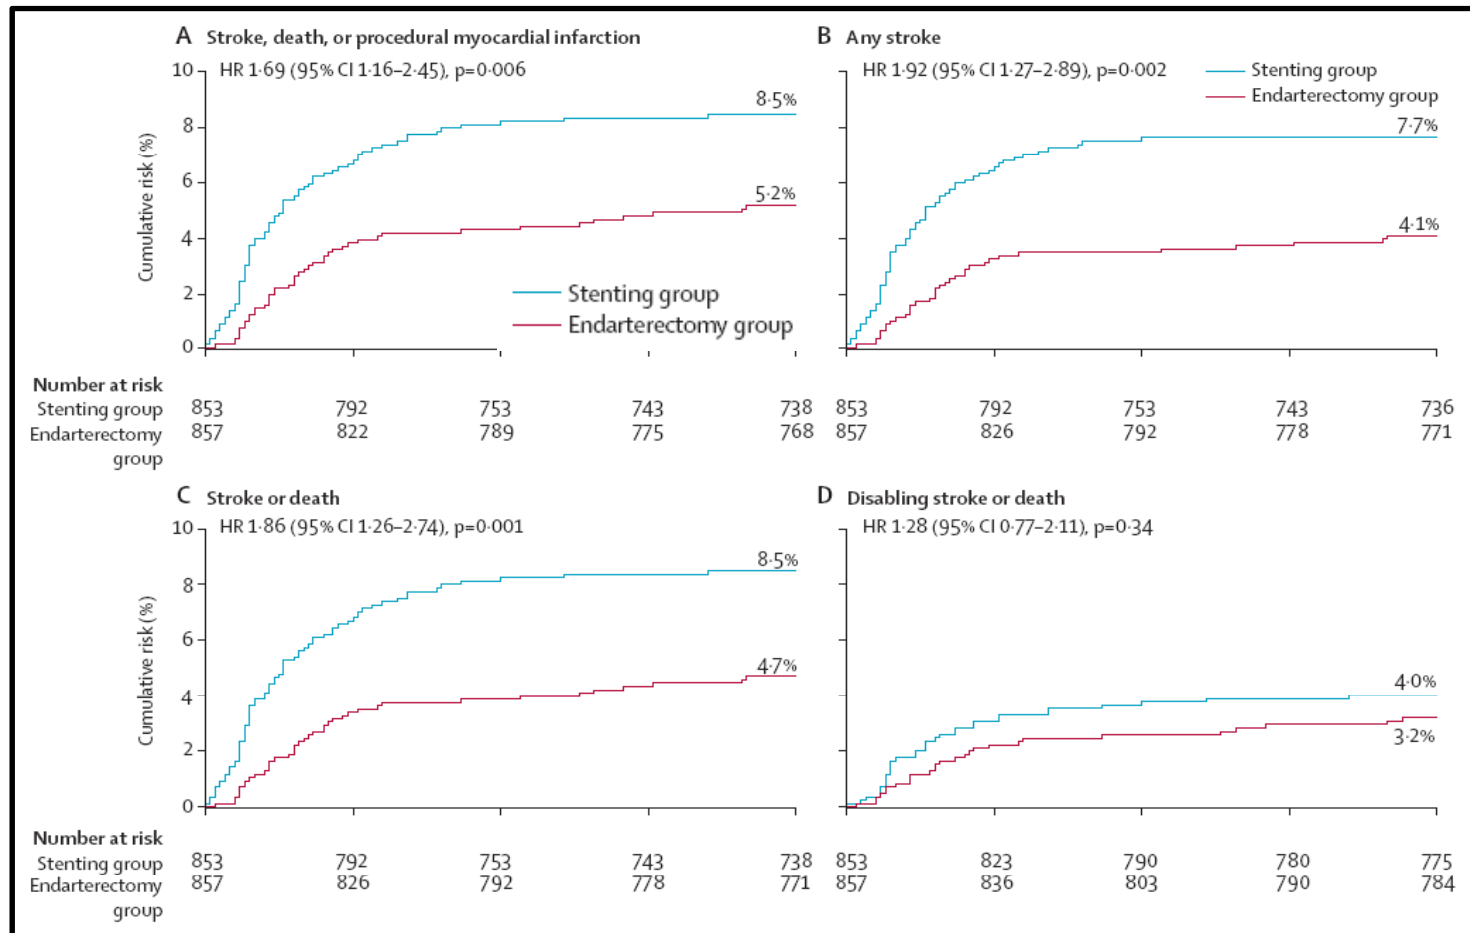 A Stroke, death, or procedural myocardial infarction
HR 1·69 (95% CI 1·16–2·45), p=0·006
10
8
6
4
2
0
Cumulative risk (%)
8·5%
5·2%
Stenting group
Endarterectomy group
B Any stroke
HR 1·92 (95% CI 1·27–2·89), p=0·002
Stenting group
Endarterectomy group
7·7%
4·1%
Number at risk
Stenting group 853 792 753 743 738
Endarterectomy group 857 822 789 775 768
853 792 753 743 736
857 826 792 778 771
C Stroke or death
HR 1·86 (95% CI 1·26–2·74), p=0·001
10
8
6
4
2
0
Cumulative risk (%)
8·5%
4·7%
D Disabling stroke or death
HR 1·28 (95% CI 0·77–2·11), p=0·34
4·0%
3·2%
Number at risk
Stenting group 853 792 753 743 738
Endarterectomy group 857 826 792 778 771
853 823 790 780 775
857 836 803 790 784